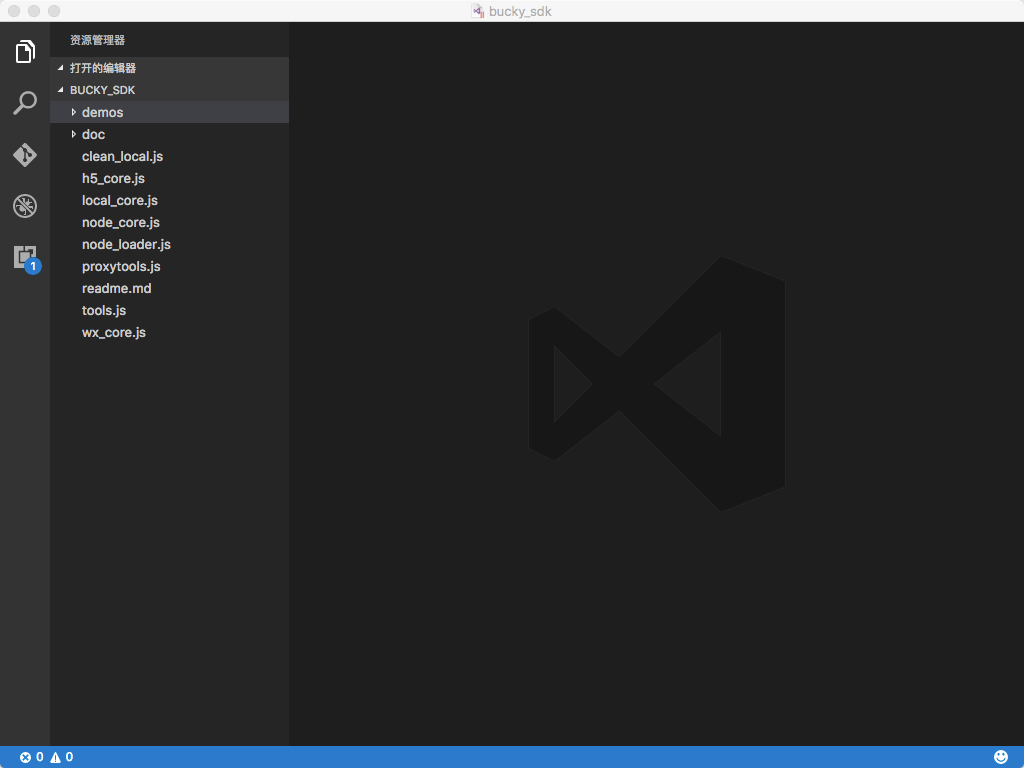 bucky_sdk
资源管理器
打开的编辑器
BUCKY_SDK
demos
doc
clean_local.js
h5_core.js
local_core.js
node_core.js
node_loader.js
proxytools.js
readme.md
tools.js
wx_core.js
1
0 0